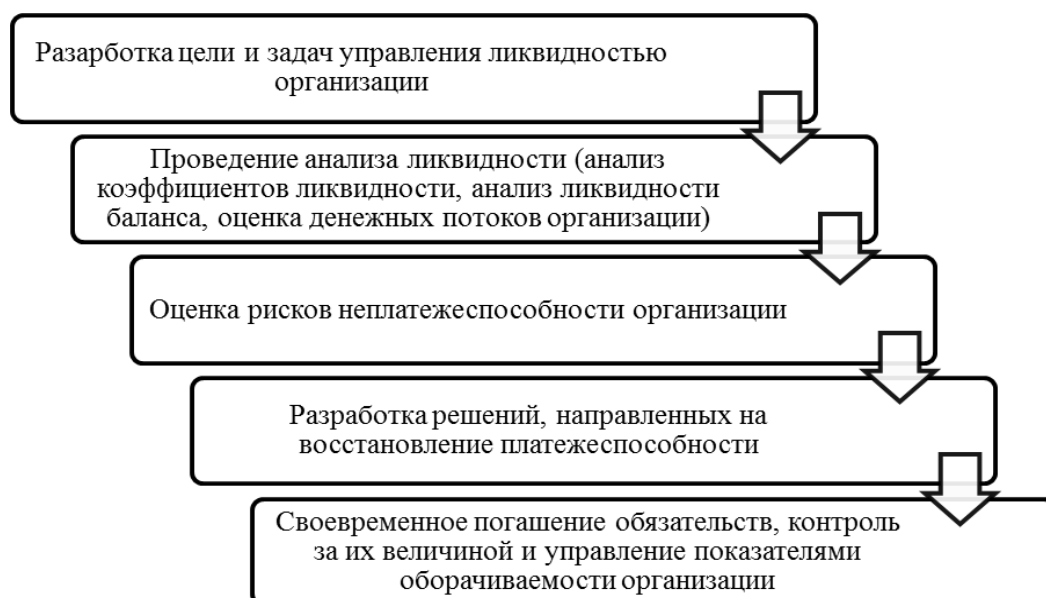 Разарботка цели и задач управления ликвидностью
организации
Проведение анализа ликвидности (анализ
коэффициентов ликвидности, анализ ликвидности
баланса, оценка денежных потоков организации)
Оценка рисков неплатежеспособности организации
Разработка решений, направленных на
восстановление платежеспособности
Своевременное погашение обязательств, контроль
за их величиной и управление показателями
оборачиваемости организации